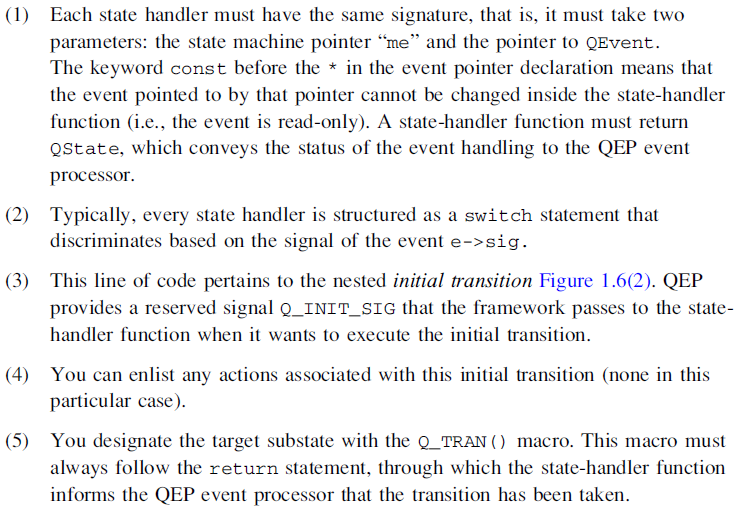 (1) Each state handler must have the same signature, that is, it must take two
parameters: the state machine pointer “me” and the pointer to QEvent.
The keyword const before the * in the event pointer declaration means that
the event pointed to by that pointer cannot be changed inside the state-handler
function (i.e., the event is read-only). A state-handler function must return
QState, which conveys the status of the event handling to the QEP event
processor.
(2) Typically, every state handler is structured as a switch statement that
discriminates based on the signal of the event e->sig.
(3) This line of code pertains to the nested initial transition Figure 1.6(2). QEP
provides a reserved signal Q_INIT_SIG that the framework passes to the state-
handler function when it wants to execute the initial transition.
(4) You can enlist any actions associated with this initial transition (none in this
particular case).
(5) You designate the target substate with the Q_TRAN() macro. This macro must
always follow the return statement, through which the state-handler function
informs the QEP event processor that the transition has been taken.